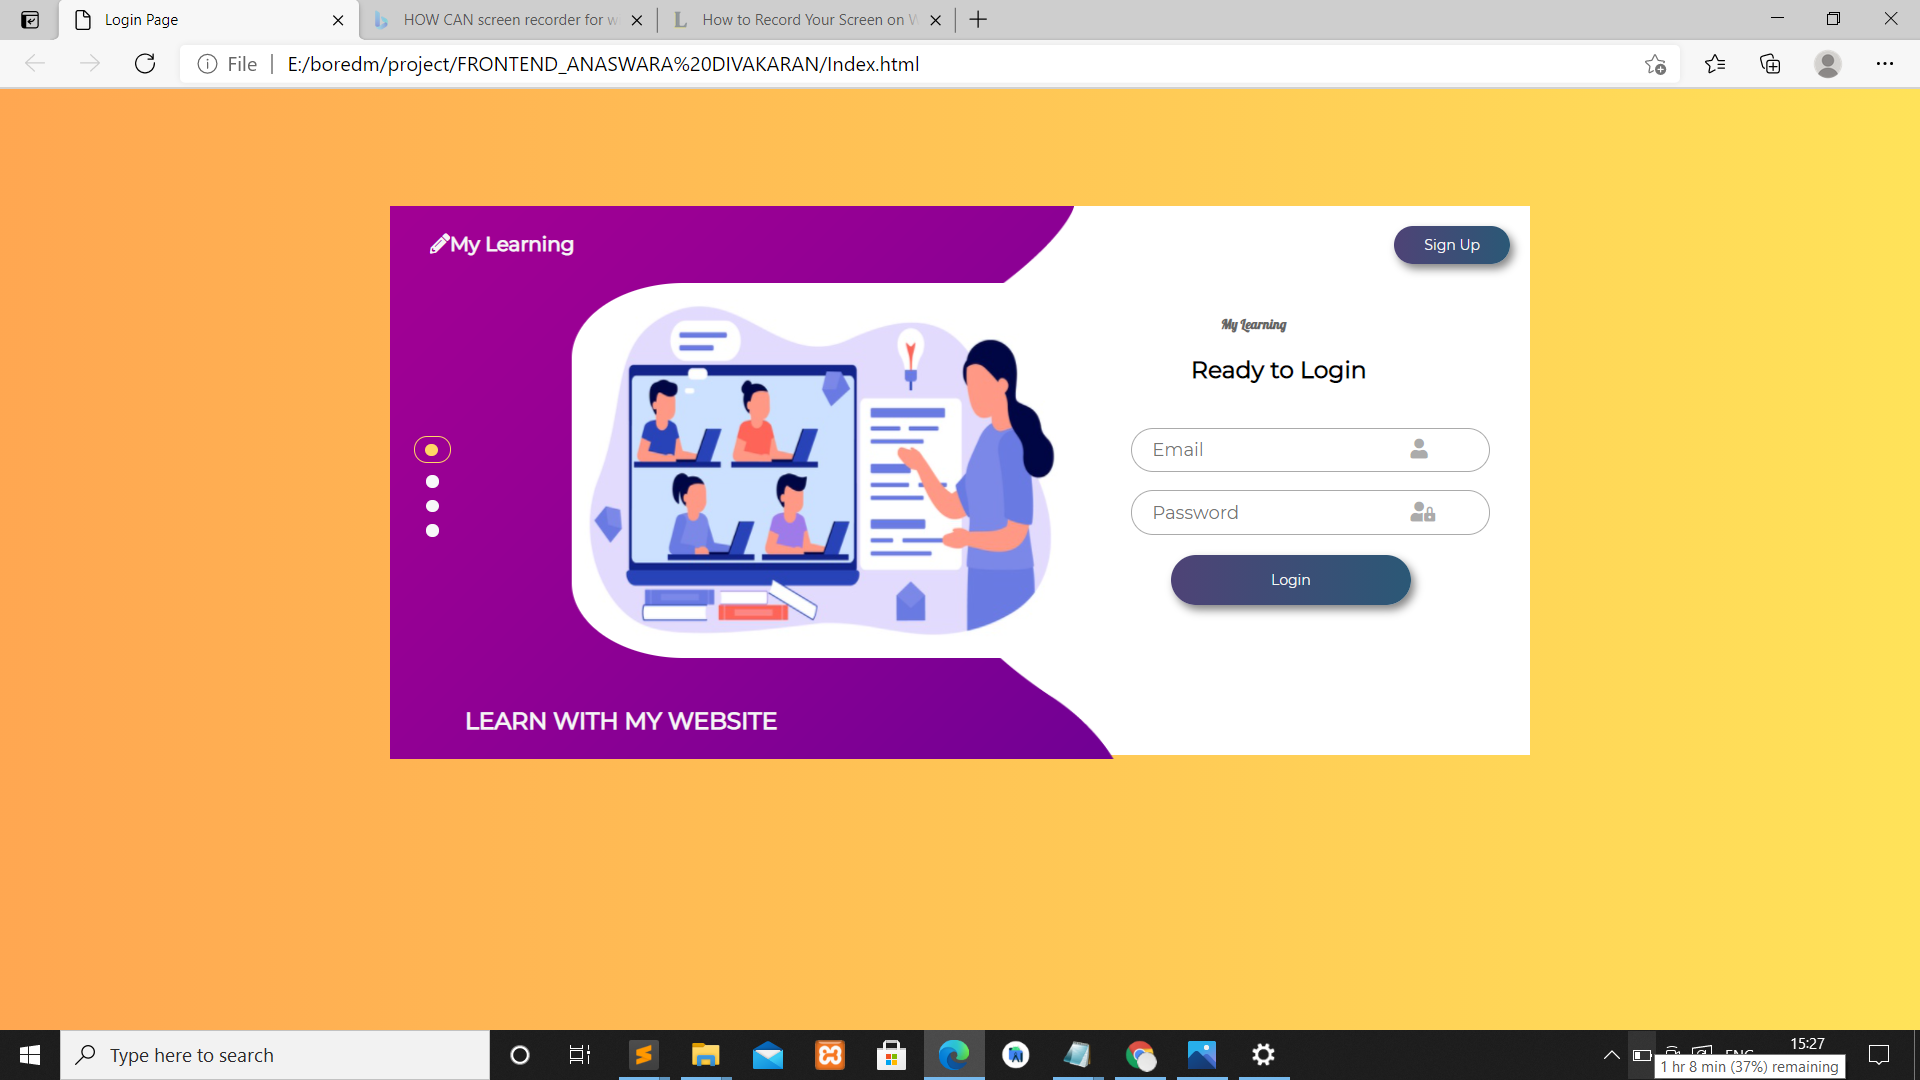 Login Page
HOW CAN screen recorder for w
How to Record Your Screen on W
File
E:/boredm/project/FRONTEND_ANASWARA%20DIVAKARAN/Index.html
My Learning
Sign Up
My Learning
Ready to Login
Email
Password
Login
LEARN WITH MY WEBSITE
Type here to search
15:27
1 hr 8 min (37%) remaining